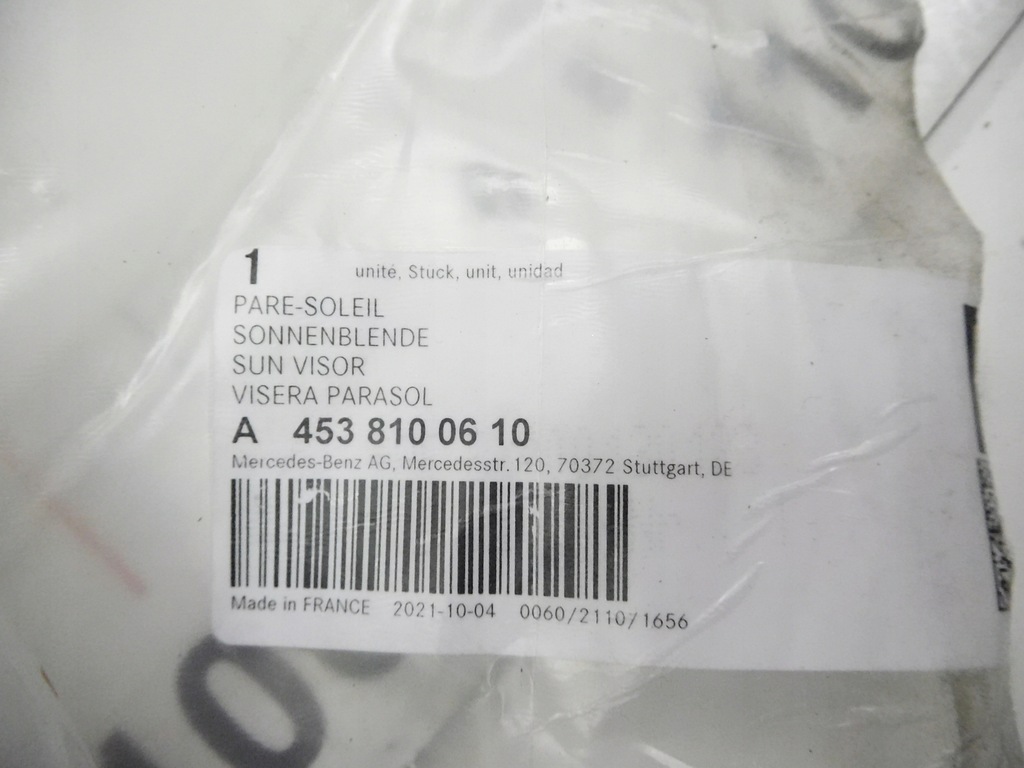 1 unité, Stuck, unit, unidad
PARE-SOLEIL
SONNENBLENDE
SUN VISOR
VISERA PARASOL
A 453 810 06 10
Mercedes-Benz AG, Mercedesstr. 120, 70372 Stuttgart, DE
Made in FRANCE 2021-10-04 0060/2110/1656